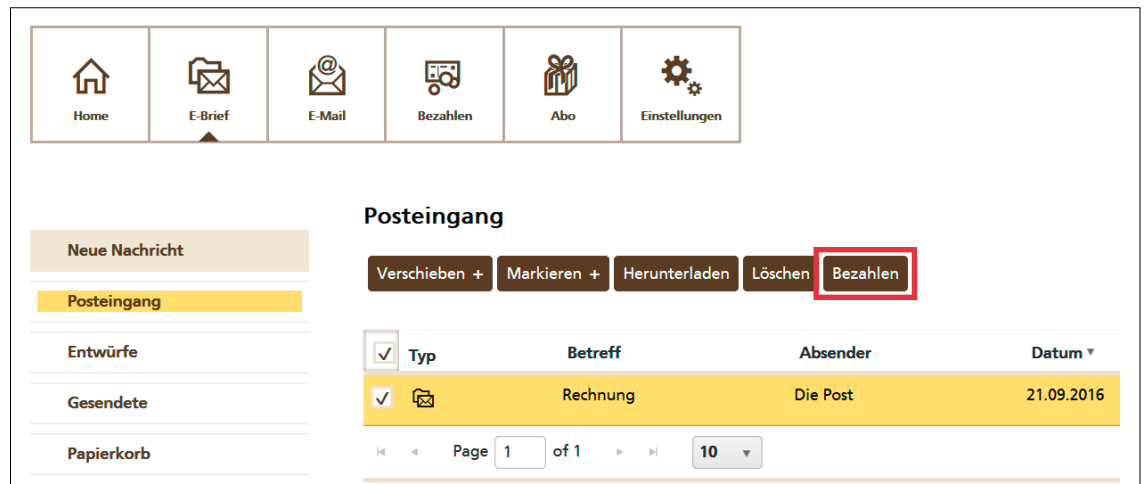 Home E-Brief E-Mail Bezahlen Abo Einstellungen
Posteingang
Neue Nachricht
Verschieben + Markieren + Herunterladen Löschen Bezahlen
Posteingang
Entwürfe
Typ Betreff Absender Datum
Gesendete
Rechnung Die Post 21.09.2016
Papierkorb
Page 1 of 1 10